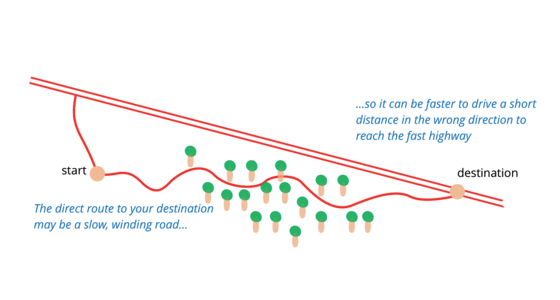 ...so it can be faster to drive a short
distance in the wrong direction to
reach the fast highway
start
destination
The direct route to your destination
may be a slow, winding road...